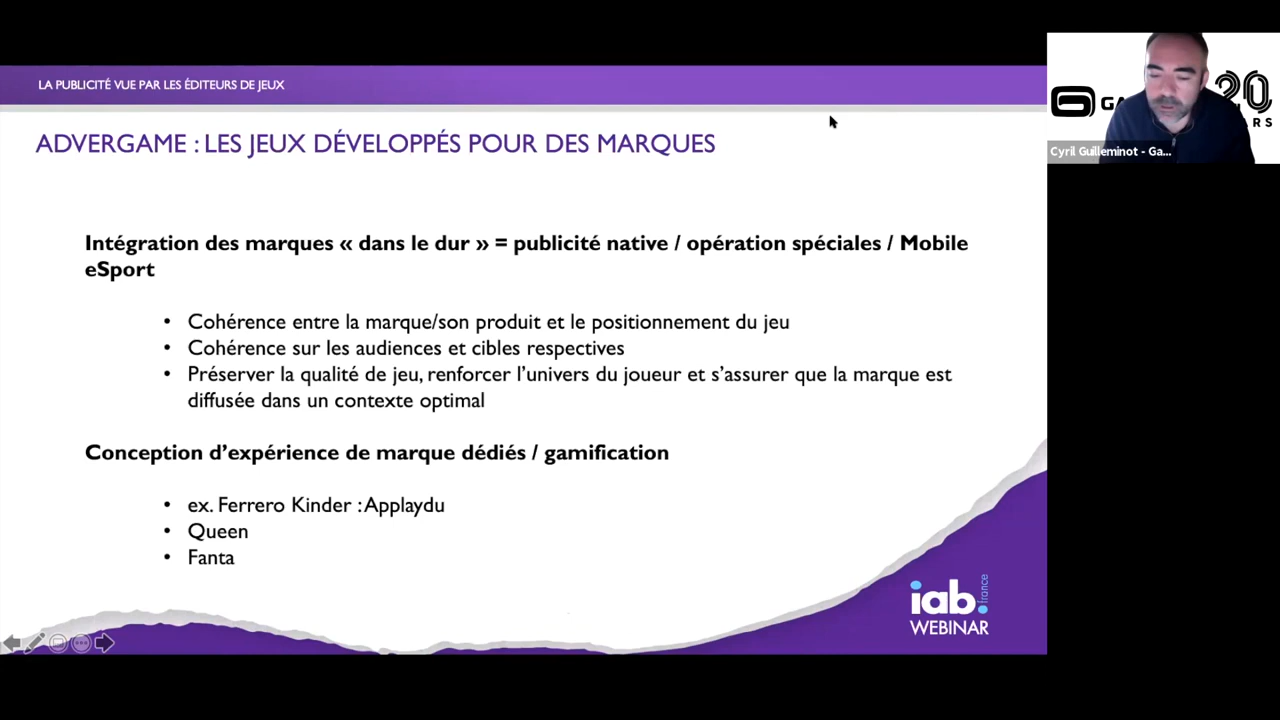 LA PUBLICITÉ VUE PAR LES ÉDITEURS DE JEUX
ADVERGAME : LES JEUX DÉVELOPPÉS POUR DES MARQUES
Intégration des marques « dans le dur » = publicité native / opération spéciales / Mobile
eSport
• Cohérence entre la marque/son produit et le positionnement du jeu
• Cohérence sur les audiences et cibles respectives
• Préserver la qualité de jeu, renforcer l’univers du joueur et s’assurer que la marque est
diffusée dans un contexte optimal
Conception d’expérience de marque dédiés / gamification
• ex. Ferrero Kinder : Applaydu
• Queen
• Fanta
iab.
france
WEBINAR
20
Cyril Guilleminot - Ga...